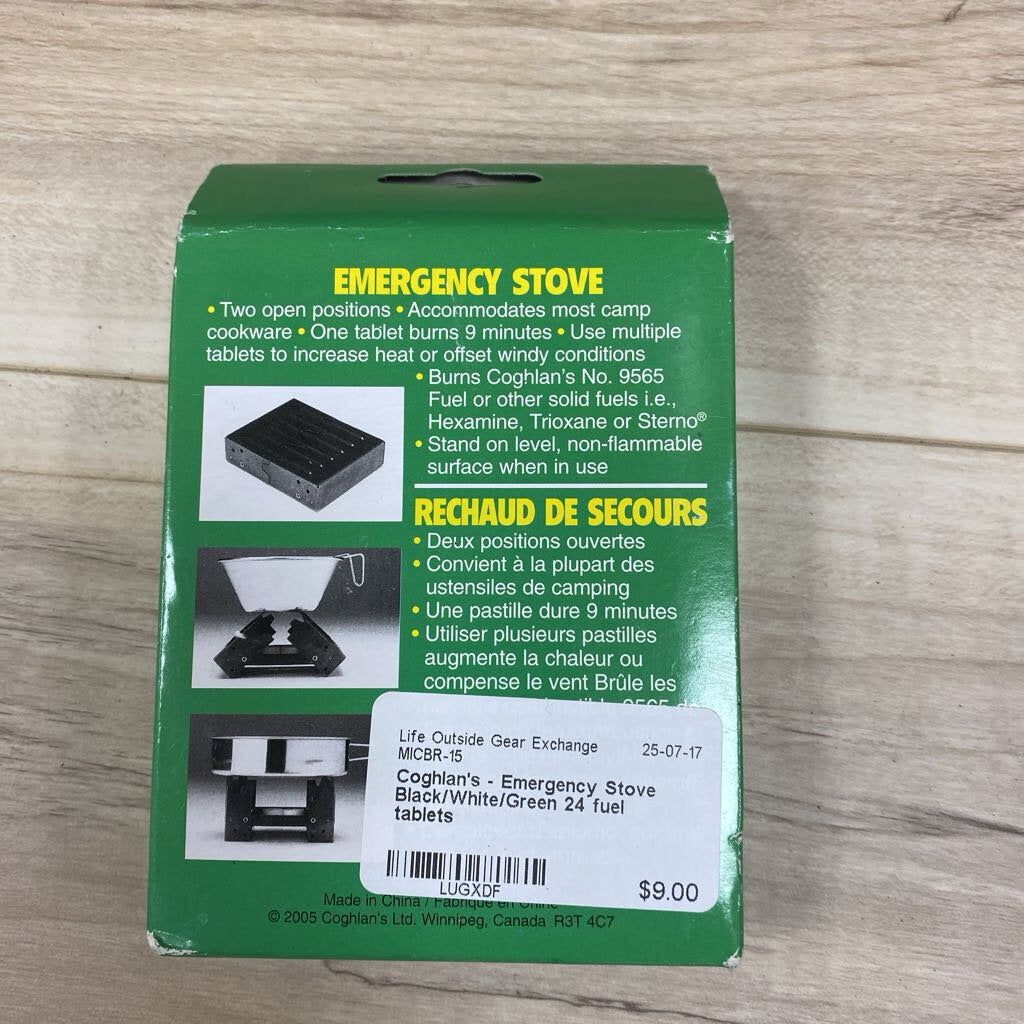 EMERGENCY STOVE
• Two open positions • Accommodates most camp
cookware • One tablet burns 9 minutes • Use multiple
tablets to increase heat or offset windy conditions
• Burns Coghlan's No. 9565
Fuel or other solid fuels i.e.,
Hexamine, Trioxane or Sterno®
• Stand on level, non-flammable
surface when in use
RECHAUD DE SECOURS
• Deux positions ouvertes
• Convient à la plupart des
ustensiles de camping
• Une pastille dure 9 minutes
• Utiliser plusieurs pastilles
augmente la chaleur ou
compense le vent Brûle les
9565 de
Life Outside Gear Exchange 25-07-17
MICBR-15
Coghlan's - Emergency Stove
Black/White/Green 24 fuel
tablets
LUGXDF
$9.00
Made in China / Fabriqué en Chine
© 2005 Coghlan's Ltd. Winnipeg, Canada R3T 4C7